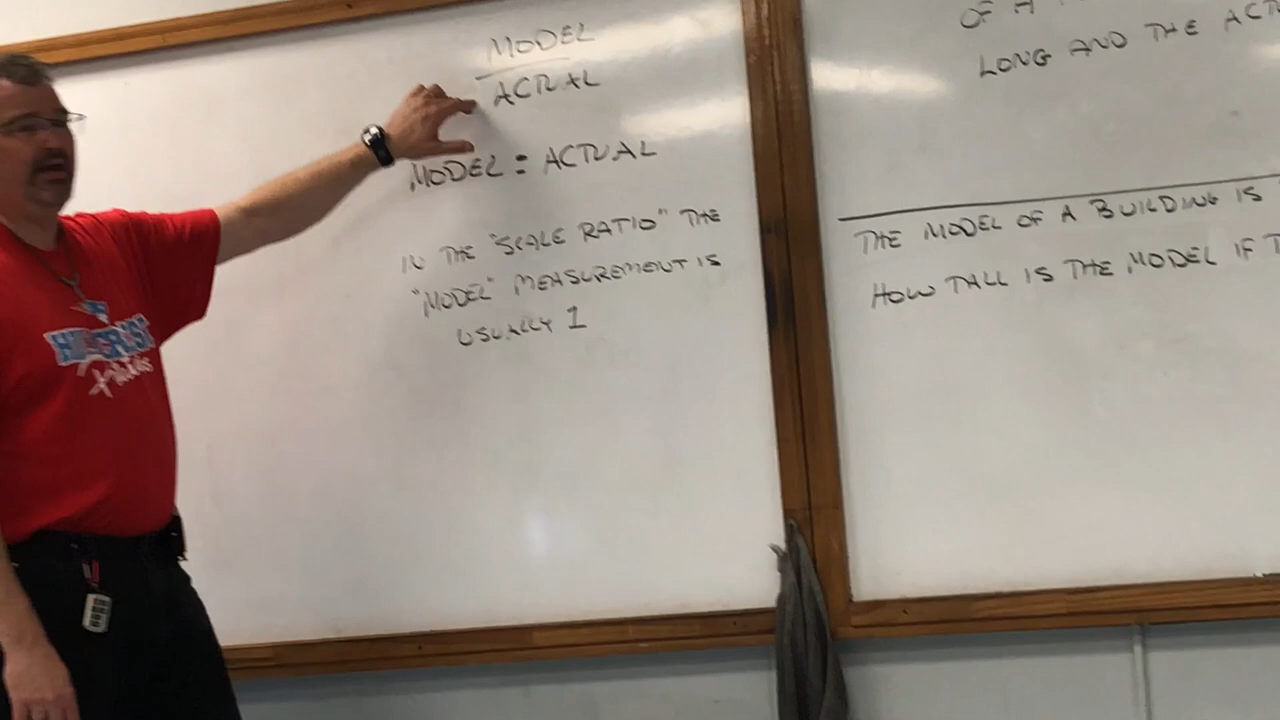 MODEL
ACTUAL
MODEL : ACTUAL
IN THE "SCALE RATIO" THE
"MODEL" MEASUREMENT IS
USUALLY 1
OF A
LONG AND THE
THE MODEL OF A BUILDING IS
HOW TALL IS THE MODEL IF